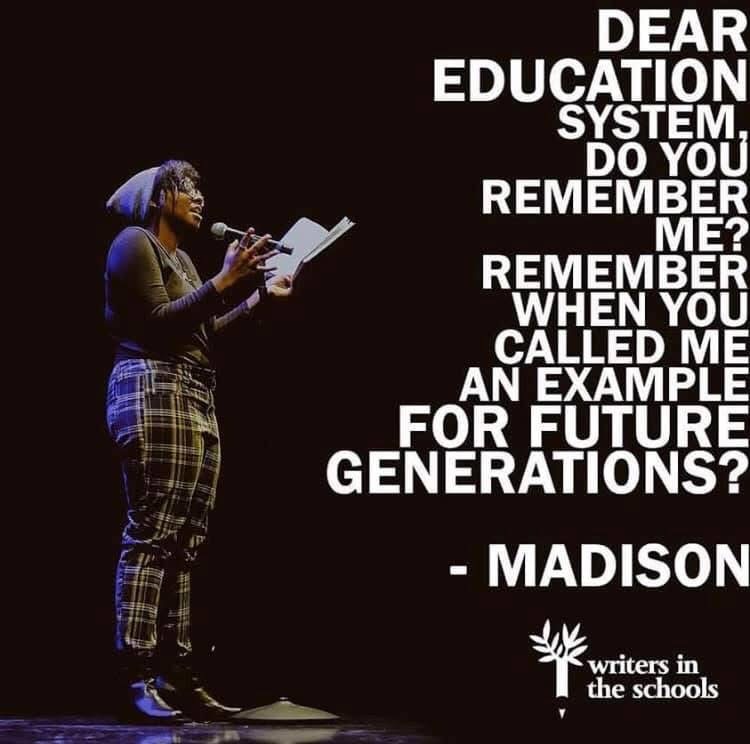 DEAR
EDUCATION
SYSTEM,
DO YOU
REMEMBER
ME?
REMEMBER
WHEN YOU
CALLED ME
AN EXAMPLE
FOR FUTURE
GENERATIONS?
- MADISON
writers in
the schools